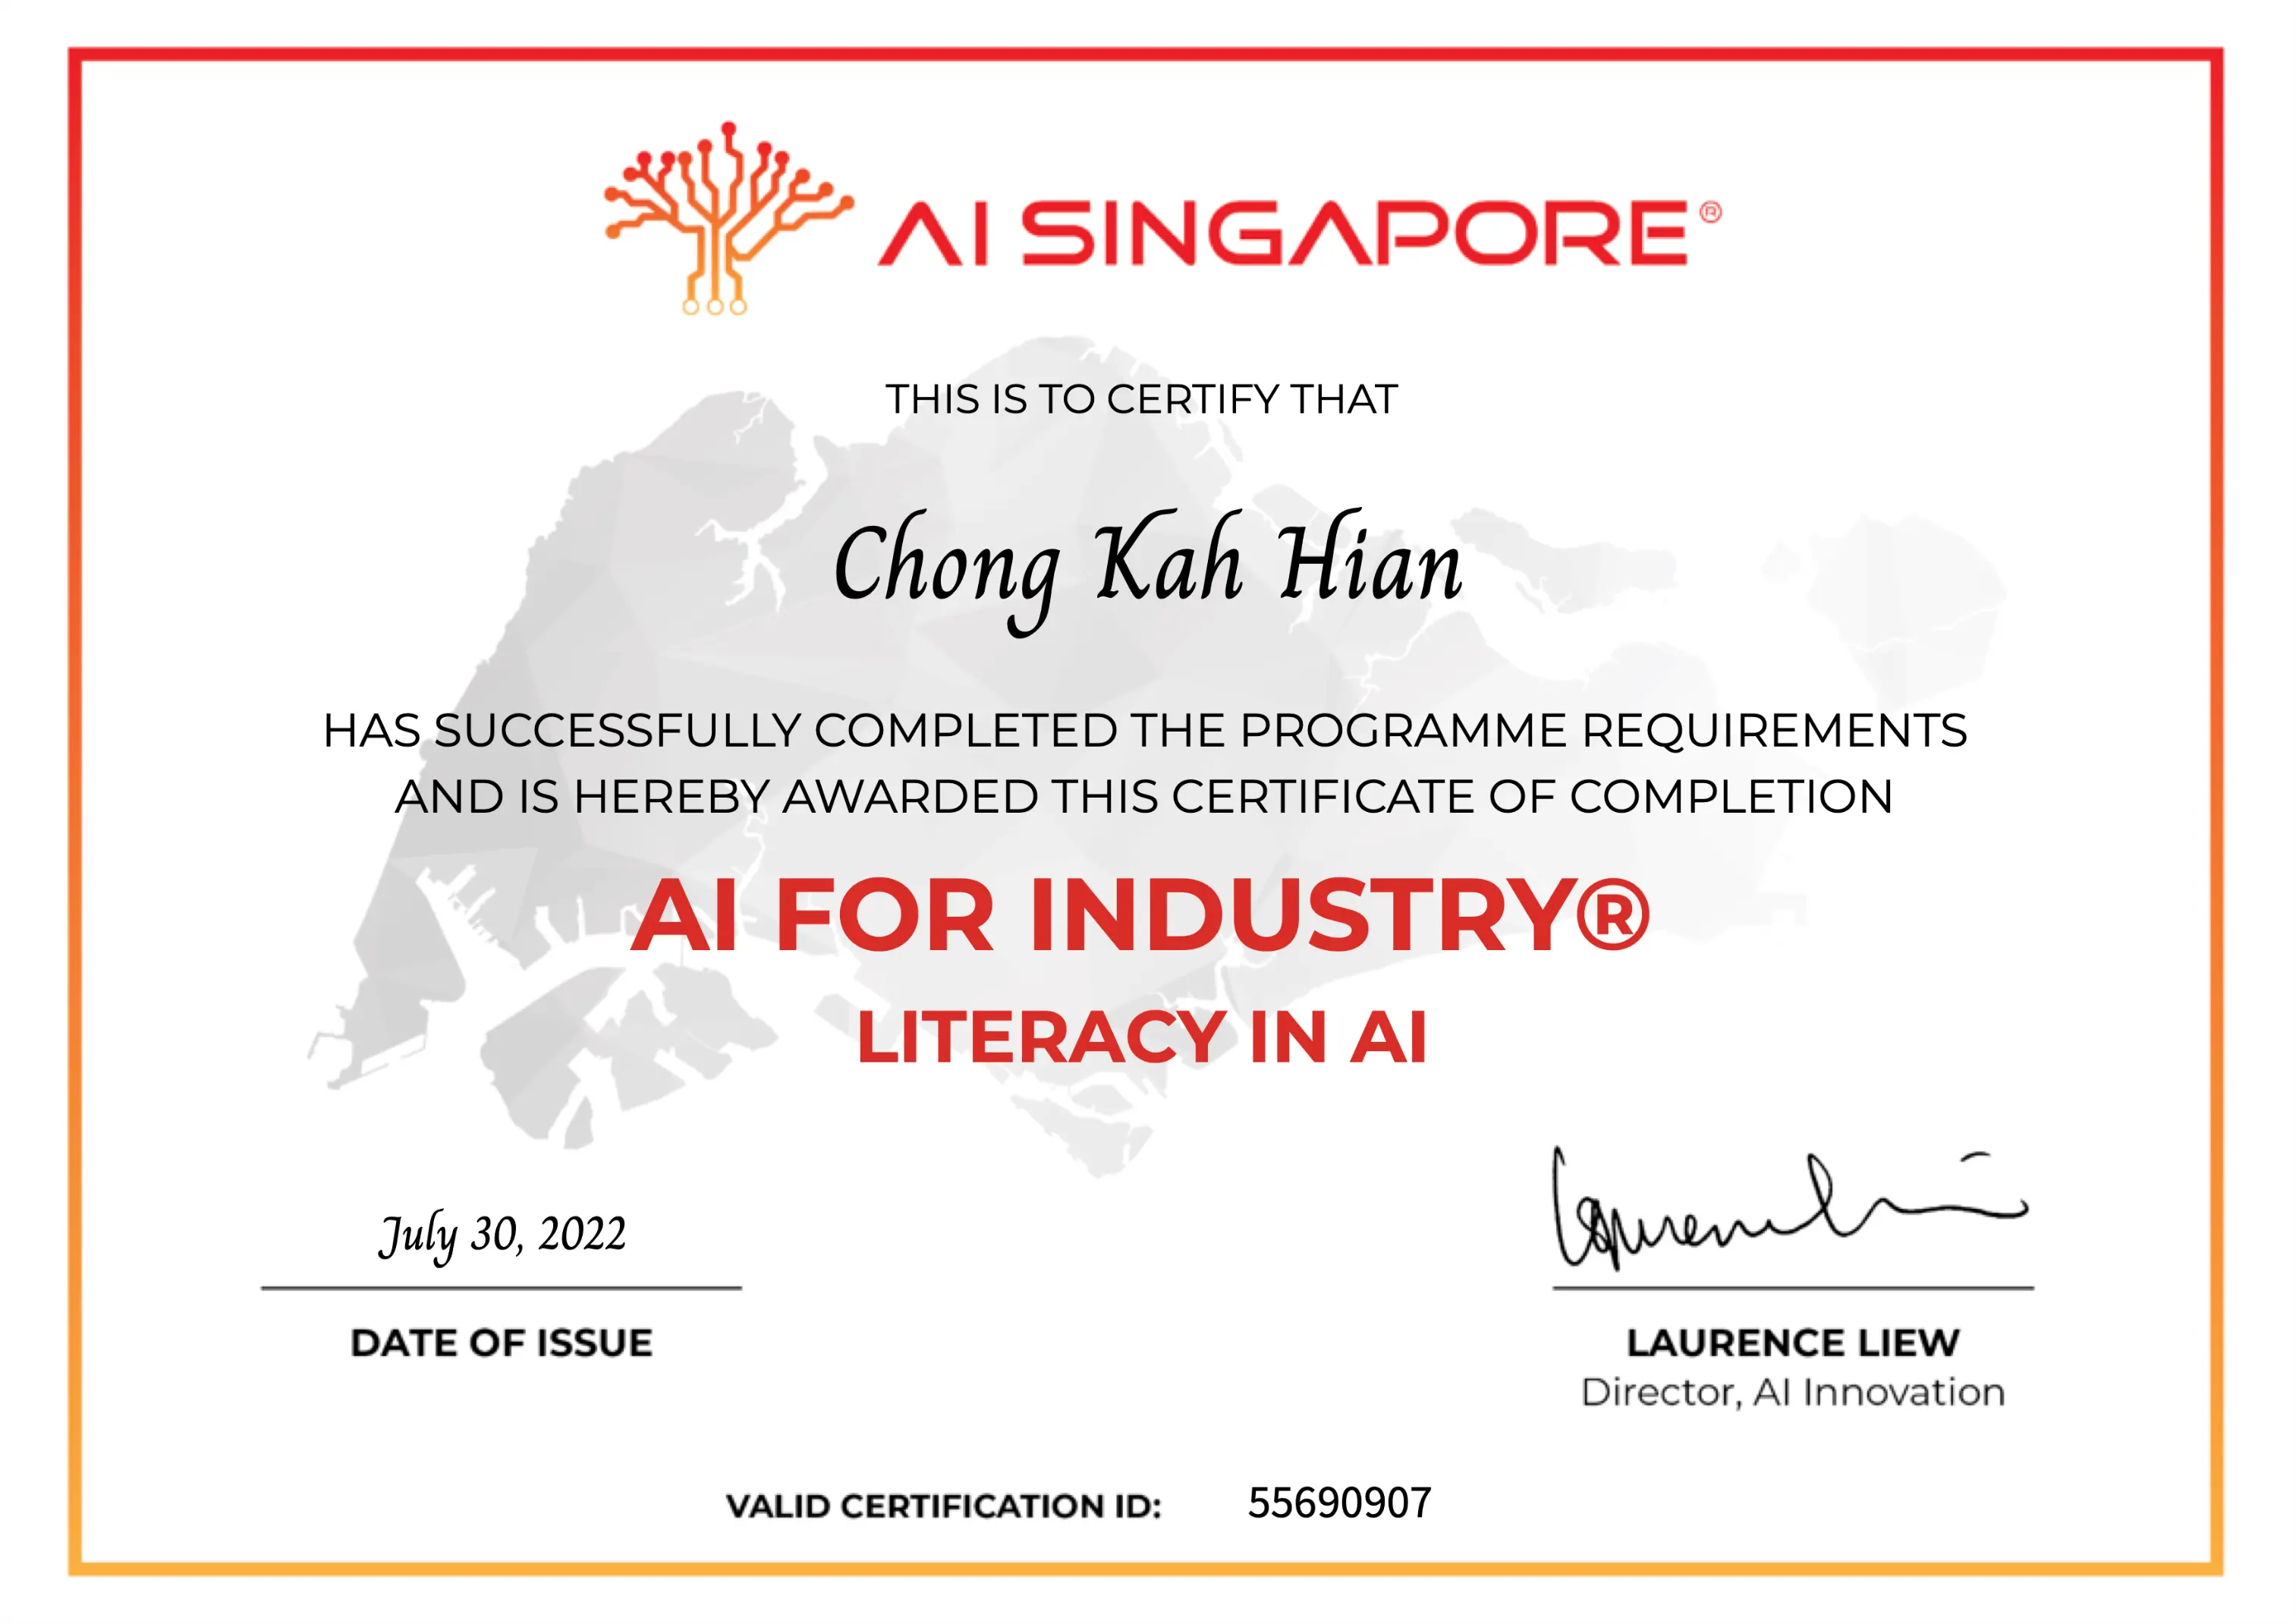 AI SINGAPORE®
THIS IS TO CERTIFY THAT
Chong Kah Hian
HAS SUCCESSFULLY COMPLETED THE PROGRAMME REQUIREMENTS
AND IS HEREBY AWARDED THIS CERTIFICATE OF COMPLETION
AI FOR INDUSTRY®
LITERACY IN AI
July 30, 2022
DATE OF ISSUE
Laurence Liew
LAURENCE LIEW
Director, AI Innovation
VALID CERTIFICATION ID: 55690907